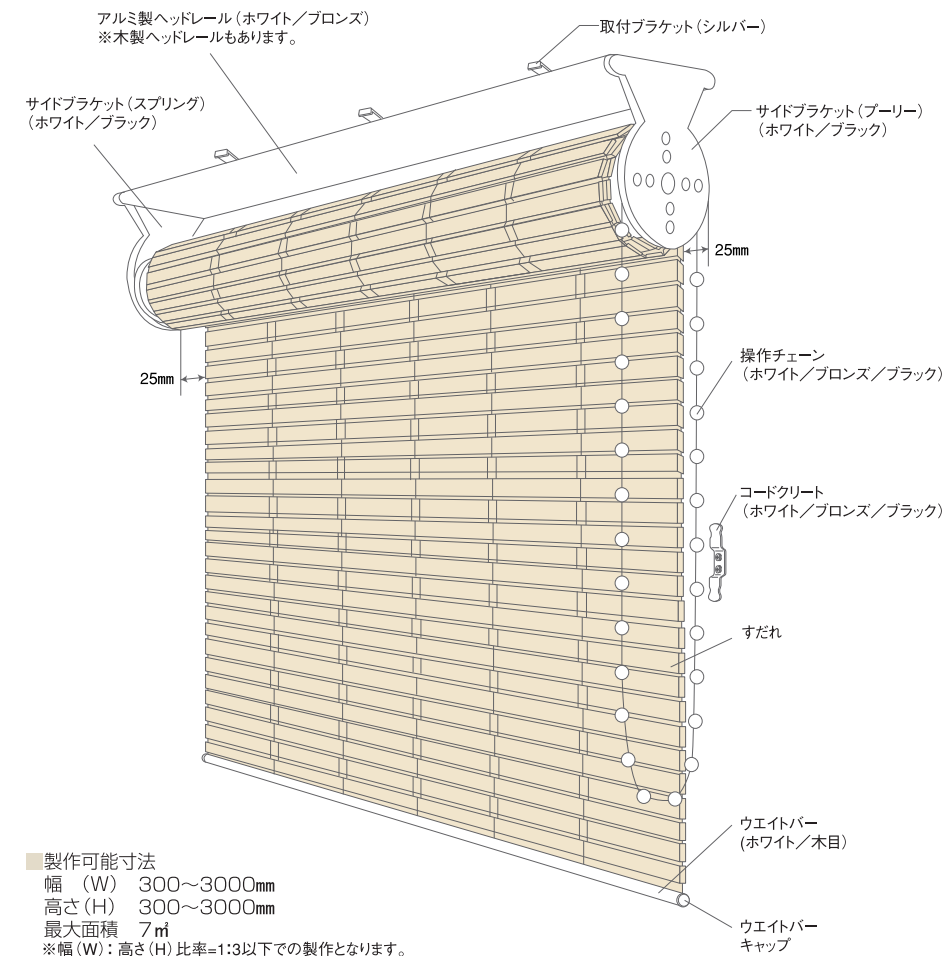 アルミ製ヘッドレール（ホワイト／ブロンズ）
※木製ヘッドレールもあります。
取付ブラケット（シルバー）
サイドブラケット（スプリング）
（ホワイト／ブラック）
サイドブラケット（プーリー）
（ホワイト／ブラック）
25mm
25mm
操作チェーン
（ホワイト／ブロンズ／ブラック）
コードクリート
（ホワイト／ブロンズ／ブラック）
すだれ
ウエイトバー
(ホワイト／木目)
ウエイトバー
キャップ
■製作可能寸法
幅　（W）　300〜3000mm
高さ（H）　300〜3000mm
最大面積　7㎡
※幅（W）：高さ（H）比率=1:3以下での製作となります。